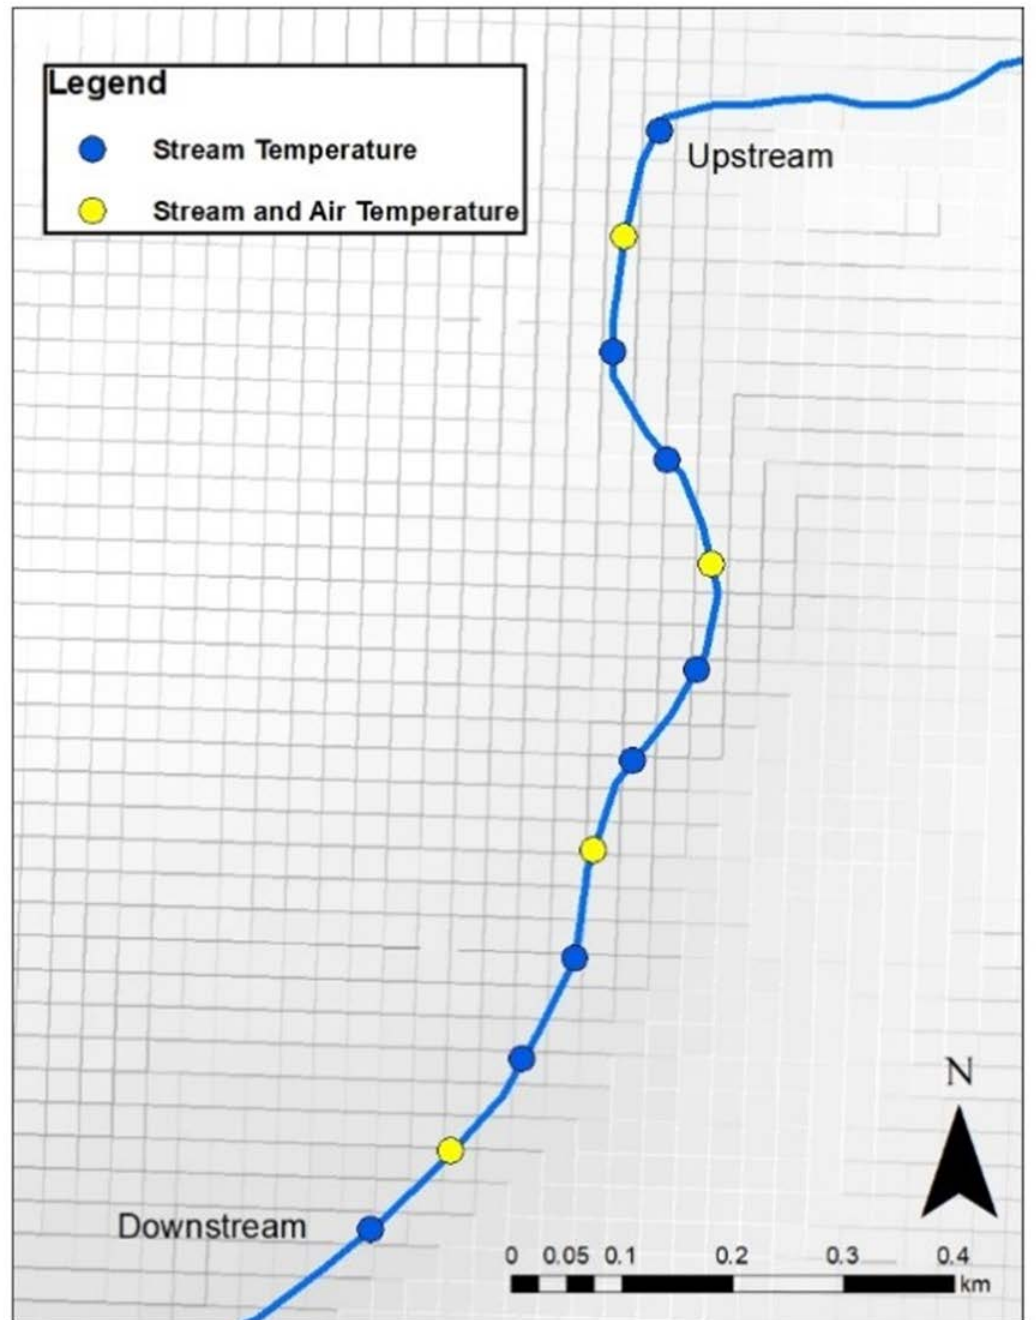 Legend
Stream Temperature
Stream and Air Temperature
Upstream
N
Downstream
0 0.05 0.1 0.2 0.3 0.4
km